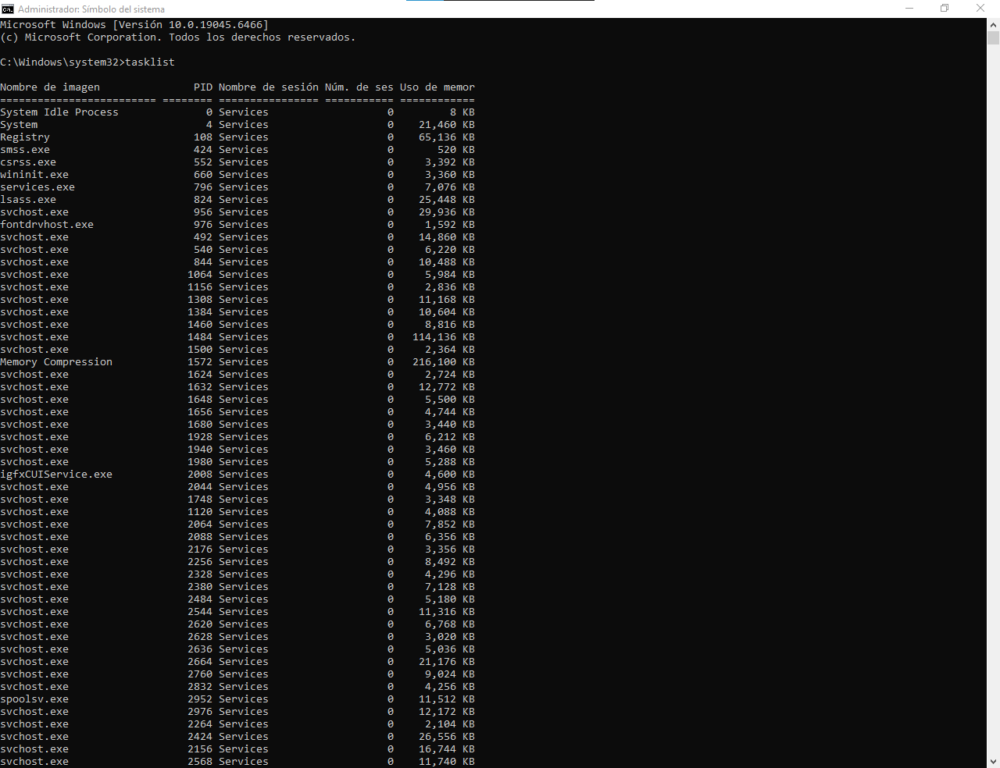 Administrador: Símbolo del sistema
Microsoft Windows [Versión 10.0.19045.6466]
(c) Microsoft Corporation. Todos los derechos reservados.
C:\Windows\system32>tasklist
Nombre de imagen               PID Nombre de sesión Núm. de ses Uso de memor
========================= ======== ================ =========== ============
System Idle Process              0 Services                   0         8 KB
System                           4 Services                   0    21,460 KB
Registry                       108 Services                   0    65,136 KB
smss.exe                       424 Services                   0       520 KB
csrss.exe                      552 Services                   0     3,392 KB
wininit.exe                    660 Services                   0     3,360 KB
services.exe                   796 Services                   0     7,076 KB
lsass.exe                      824 Services                   0    25,448 KB
svchost.exe                    956 Services                   0    29,936 KB
fontdrvhost.exe                976 Services                   0     1,592 KB
svchost.exe                    492 Services                   0    14,860 KB
svchost.exe                    540 Services                   0     6,220 KB
svchost.exe                    844 Services                   0    10,488 KB
svchost.exe                   1064 Services                   0     5,984 KB
svchost.exe                   1156 Services                   0     2,836 KB
svchost.exe                   1308 Services                   0    11,168 KB
svchost.exe                   1384 Services                   0    10,604 KB
svchost.exe                   1460 Services                   0     8,816 KB
svchost.exe                   1484 Services                   0   114,136 KB
svchost.exe                   1500 Services                   0     2,364 KB
Memory Compression            1572 Services                   0   216,100 KB
svchost.exe                   1624 Services                   0     2,724 KB
svchost.exe                   1632 Services                   0    12,772 KB
svchost.exe                   1648 Services                   0     5,500 KB
svchost.exe                   1656 Services                   0     4,744 KB
svchost.exe                   1680 Services                   0     3,440 KB
svchost.exe                   1928 Services                   0     6,212 KB
svchost.exe                   1940 Services                   0     3,460 KB
svchost.exe                   1980 Services                   0     5,288 KB
igfxCUIService.exe            2008 Services                   0     4,600 KB
svchost.exe                   2044 Services                   0     4,956 KB
svchost.exe                   1748 Services                   0     3,348 KB
svchost.exe                   1120 Services                   0     4,088 KB
svchost.exe                   2064 Services                   0     7,852 KB
svchost.exe                   2088 Services                   0     6,356 KB
svchost.exe                   2176 Services                   0     3,356 KB
svchost.exe                   2256 Services                   0     8,492 KB
svchost.exe                   2328 Services                   0     4,296 KB
svchost.exe                   2380 Services                   0     7,128 KB
svchost.exe                   2484 Services                   0     5,180 KB
svchost.exe                   2544 Services                   0    11,316 KB
svchost.exe                   2620 Services                   0     6,768 KB
svchost.exe                   2628 Services                   0     3,020 KB
svchost.exe                   2636 Services                   0     5,036 KB
svchost.exe                   2664 Services                   0    21,176 KB
svchost.exe                   2760 Services                   0     9,024 KB
svchost.exe                   2832 Services                   0     4,256 KB
spoolsv.exe                   2952 Services                   0    11,512 KB
svchost.exe                   2976 Services                   0    12,172 KB
svchost.exe                   2264 Services                   0     2,104 KB
svchost.exe                   2424 Services                   0    26,556 KB
svchost.exe                   2156 Services                   0    16,744 KB
svchost.exe                   2568 Services                   0    11,740 KB